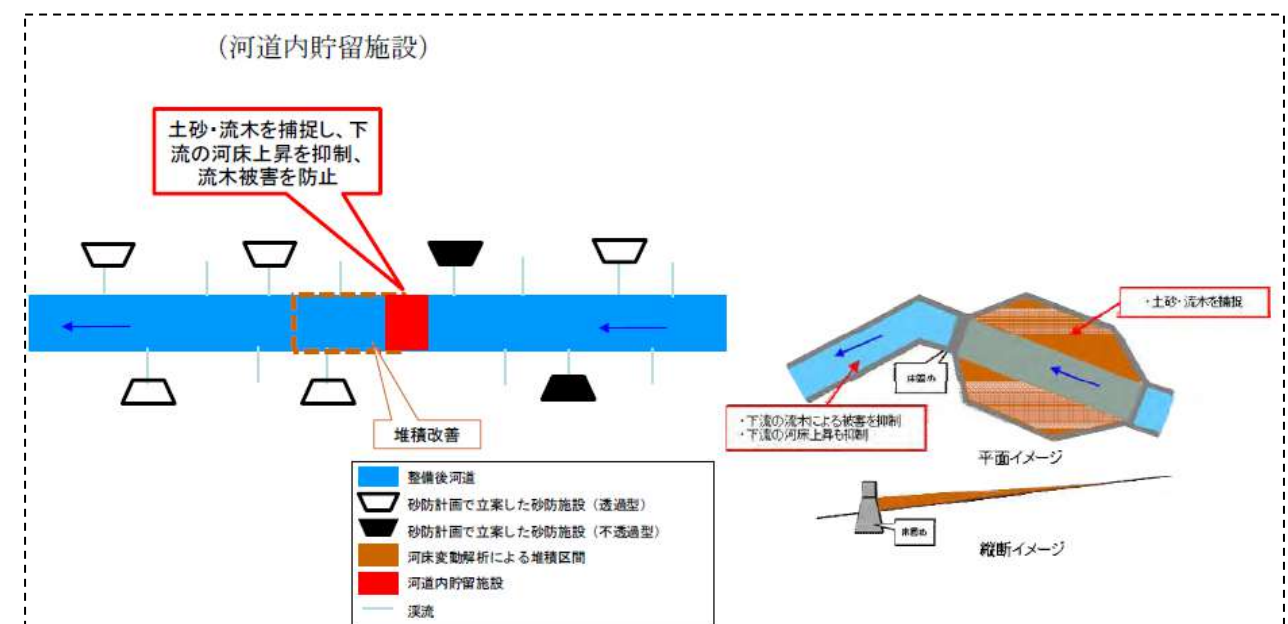 （河道内貯留施設）
土砂・流木を捕捉し、下
流の河床上昇を抑制、
流木被害を防止
堆積改善
整備後河道
砂防計画で立案した砂防施設（透過型）
砂防計画で立案した砂防施設（不透過型）
河床変動解析による堆積区間
河道内貯留施設
渓流
・土砂・流木を捕捉
床固め
・下流の流木による被害を抑制
・下流の河床上昇も抑制
平面イメージ
床固め
縦断イメージ